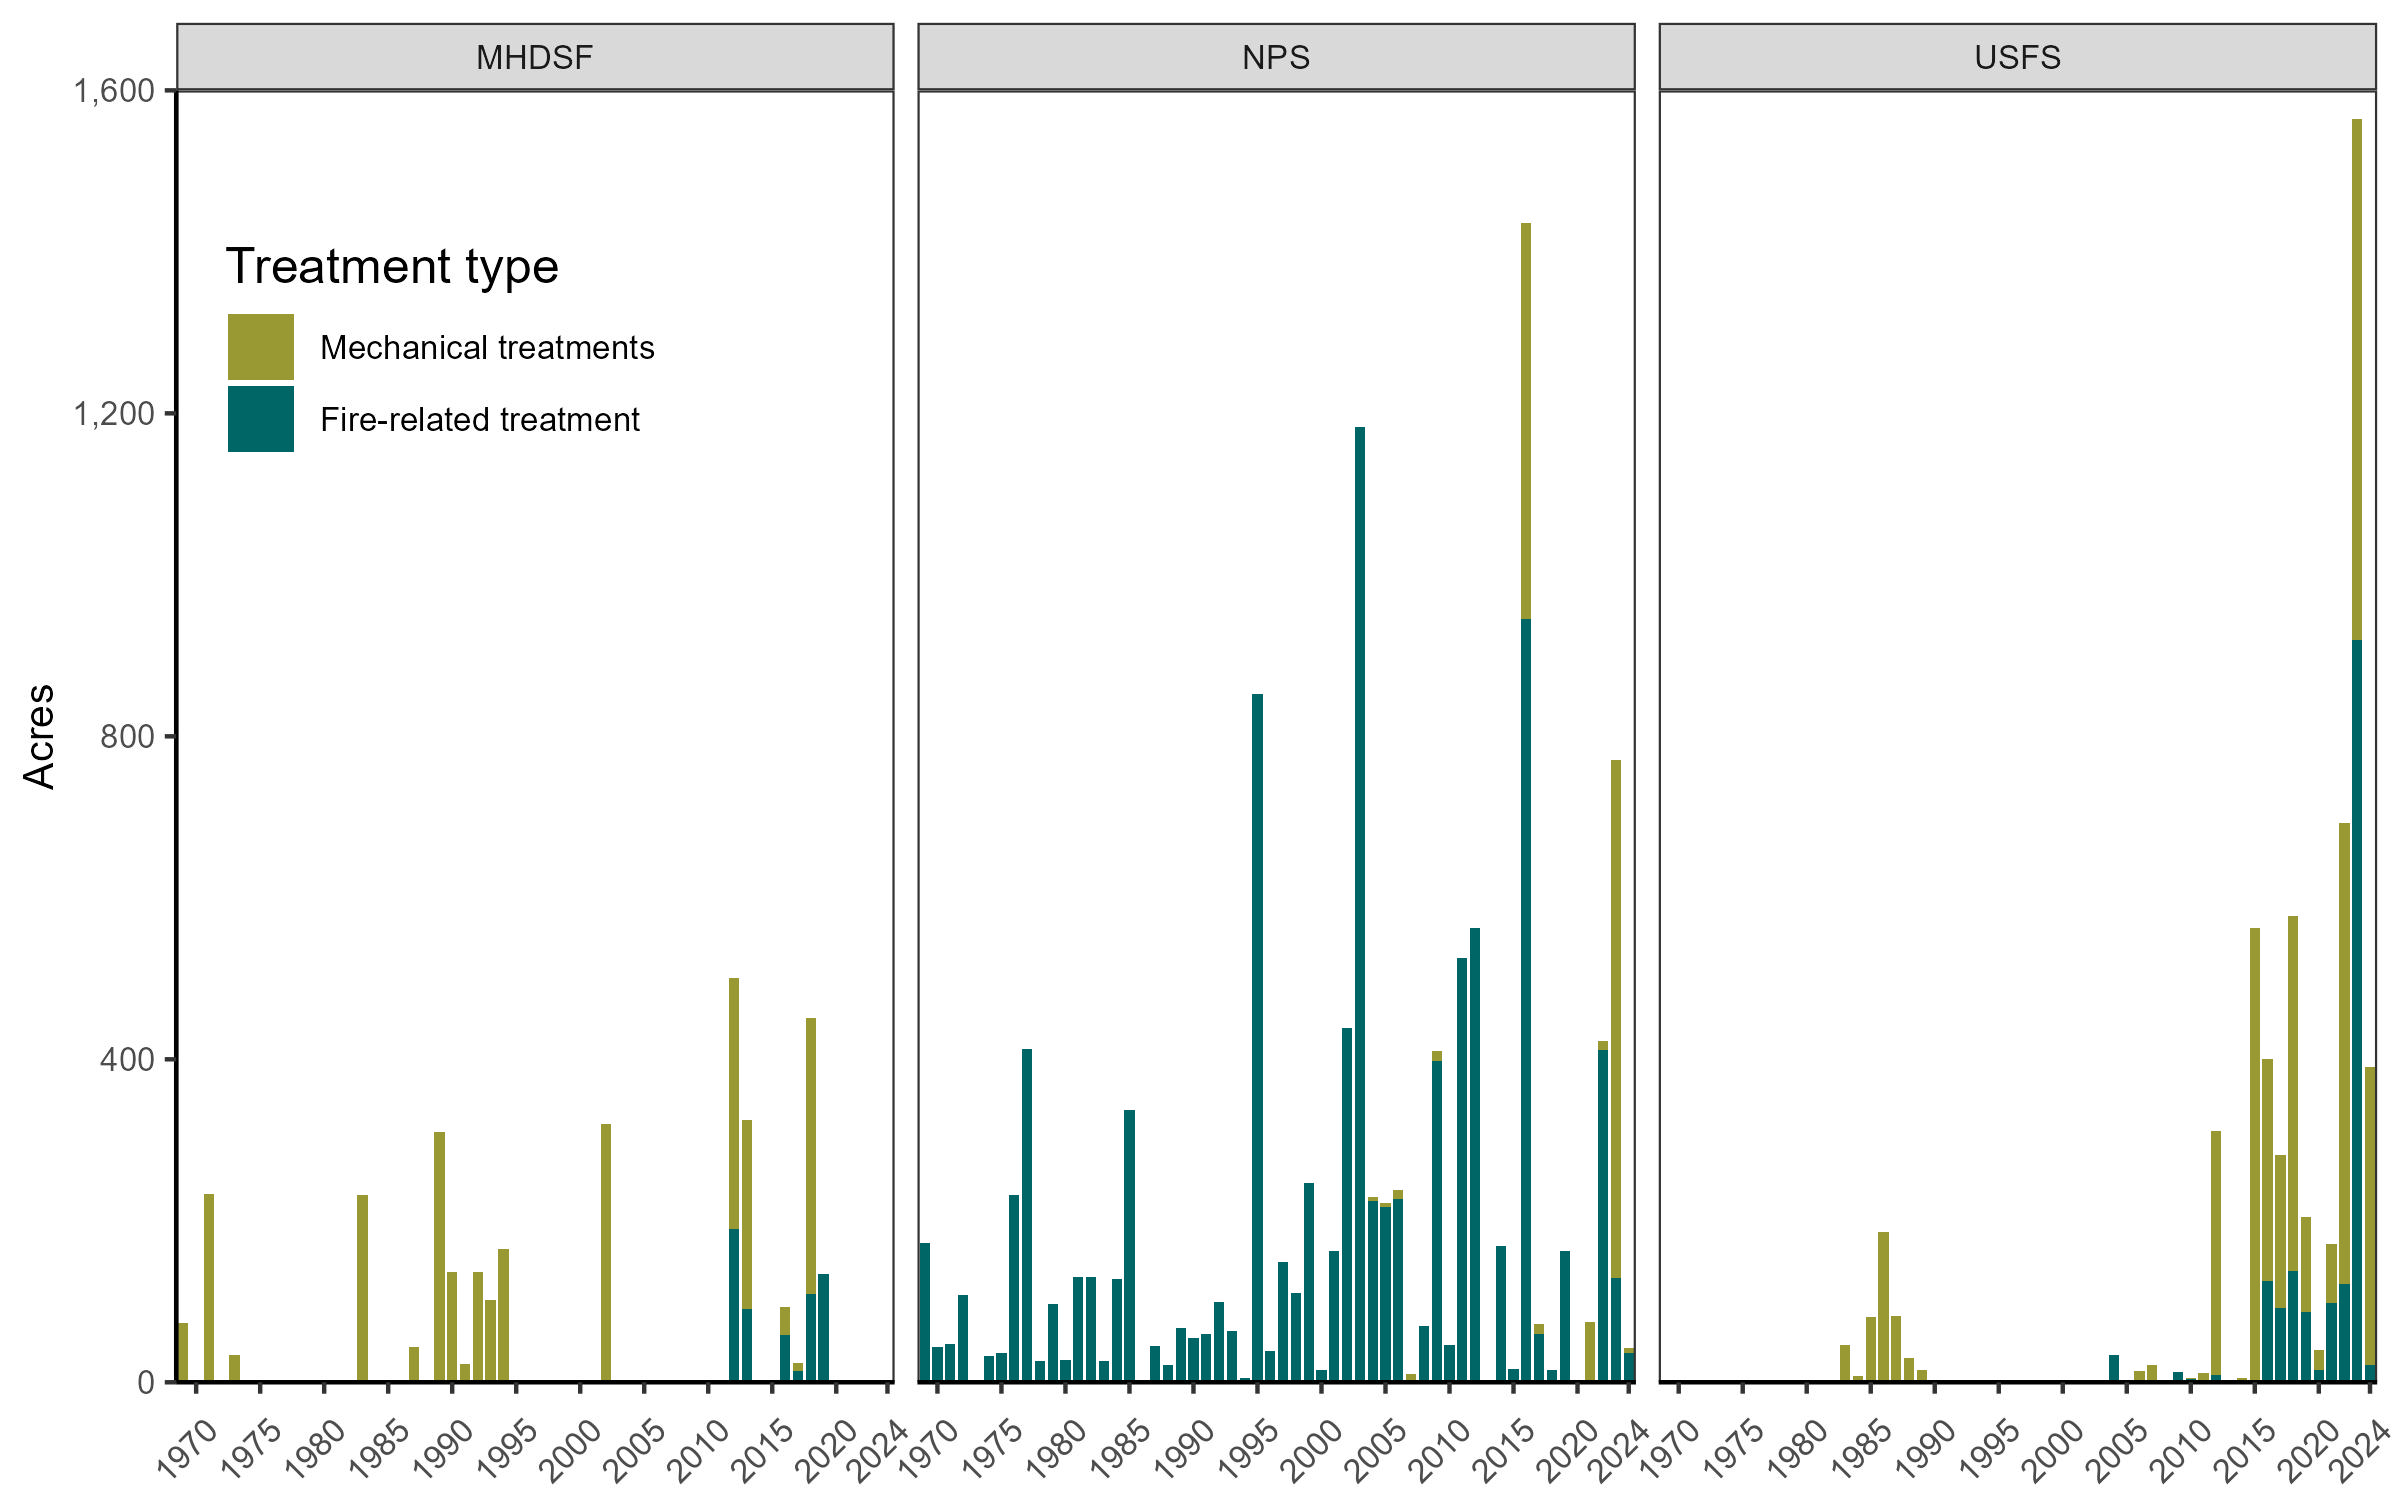 MHDSF NPS USFS
1,600
Treatment type
Mechanical treatments
1,200
Fire-related treatment
Acres
800
400
0
1970 1975 1980 1985 1990 1995 2000 2005 2010 2015 2020 2024 1970 1975 1980 1985 1990 1995 2000 2005 2010 2015 2020 2024 1970 1975 1980 1985 1990 1995 2000 2005 2010 2015 2020 2024